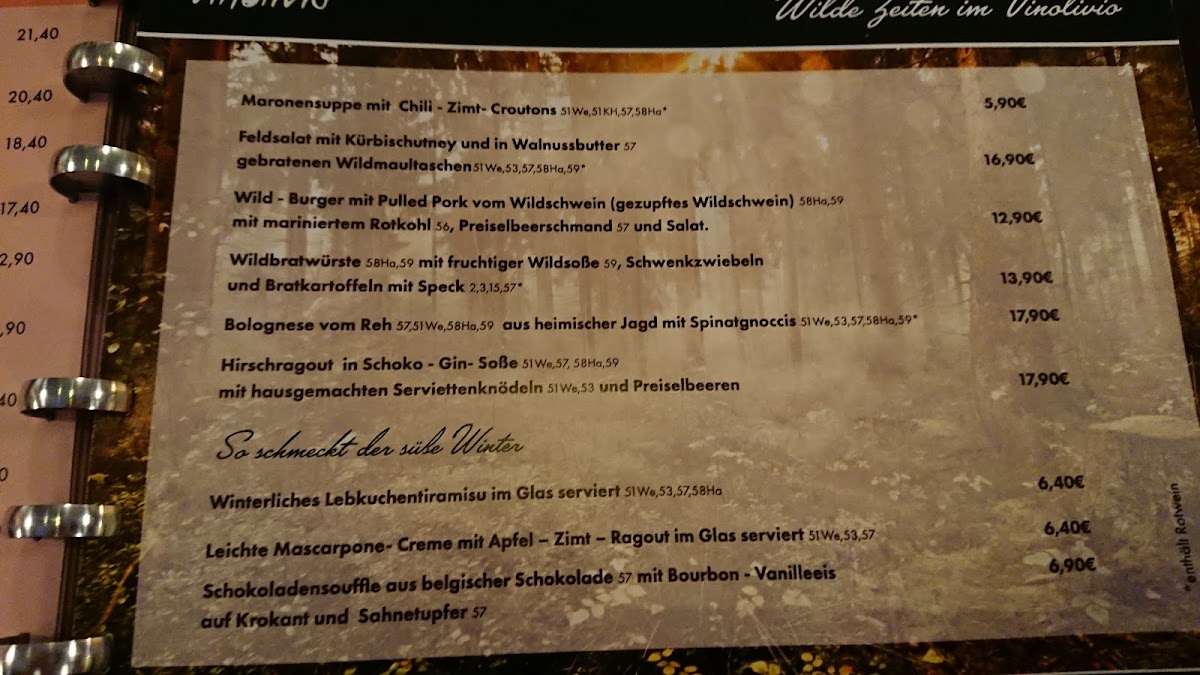 21,40
20,40
18,40
17,40
2,90
,90
40
0
Wilde Zeiten im Vinolivio
Maronensuppe mit Chili - Zimt- Croutons 51We,51KH,57,58Ha* 5,90€
Feldsalat mit Kürbischutney und in Walnussbutter 57
gebratenen Wildmaultaschen51We,53,57,58Ha,59* 16,90€
Wild - Burger mit Pulled Pork vom Wildschwein (gezupftes Wildschwein) 58Ha,59
mit mariniertem Rotkohl 56, Preiselbeerschmand 57 und Salat. 12,90€
Wildbratwürste 58Ha,59 mit fruchtiger Wildsoße 59, Schwenkzwiebeln
und Bratkartoffeln mit Speck 2,3,15,57* 13,90€
Bolognese vom Reh 57,51We,58Ha,59 aus heimischer Jagd mit Spinatgnoccis 51We,53,57,58Ha,59* 17,90€
Hirschragout in Schoko - Gin- Soße 51We,57, 58Ha,59
mit hausgemachten Serviettenknödeln 51We,53 und Preiselbeeren 17,90€
So schmeckt der süße Winter
Winterliches Lebkuchentiramisu im Glas serviert 51We,53,57,58Ha 6,40€
Leichte Mascarpone- Creme mit Apfel – Zimt – Ragout im Glas serviert 51We,53,57 6,40€
Schokoladensouffle aus belgischer Schokolade 57 mit Bourbon - Vanilleeis 6,90€
auf Krokant und Sahnetupfer 57
*enthält Rotwein